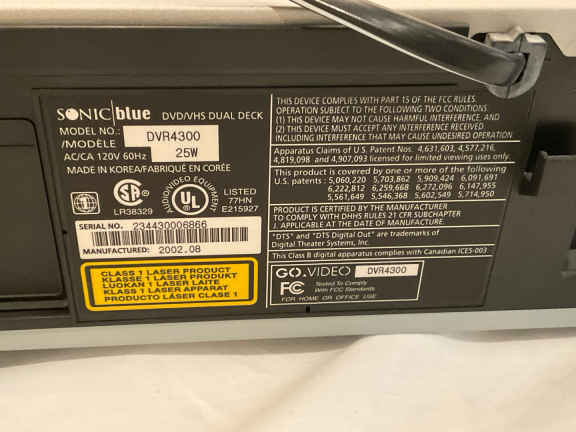 SONIC|blue DVD/VHS DUAL DECK
MODEL NO.: DVR4300
/MODÈLE
AC/CA 120V 60Hz 25W
MADE IN KOREA/FABRIQUÉ EN CORÉE
SA
LR38329
AUDIO/VIDEO EQUIPMENT
UL
LISTED
77HN
E215927
SERIAL NO. 234430006866
MANUFACTURED: 2002.08
CLASS 1 LASER PRODUCT
KLASSE 1 LASER PRODUKT
LUOKAN 1 LASER LAITE
KLASS 1 LASER APPARAT
PRODUCTO LÁSER CLASE 1
THIS DEVICE COMPLIES WITH PART 15 OF THE FCC RULES.
OPERATION SUBJECT TO THE FOLLOWING TWO CONDITIONS.
(1) THIS DEVICE MAY NOT CAUSE HARMFUL INTERFERENCE, AND
(2) THIS DEVICE MUST ACCEPT ANY INTERFERENCE RECEIVED
INCLUDING INTERFERENCE THAT MAY CAUSE UNDESIRED OPERATION
Apparatus Claims of U.S. Patent Nos. 4,631,603, 4,577,216,
4,819,098 and 4,907,093 licensed for limited viewing uses only.
This product is covered by one or more of the following
U.S. patents : 5,060,220 5,703,862 5,909,424 6,091,691
6,222,812 6,259,668 6,272,096 6,147,955
5,561,649 5,546,368 5,602,549 5,714,950
PRODUCT IS CERTIFIED BY THE MANUFACTURER
TO COMPLY WITH DHHS RULES 21 CFR SUBCHAPTER
J. APPLICABLE AT THE DATE OF MANUFACTURE.
"DTS" and "DTS Digital Out" are trademarks of
Digital Theater Systems, Inc.
This Class B digital apparatus complies with Canadian ICES-003
GO.VIDEO DVR4300
FC Tested To Comply
With FCC Standards
FOR HOME OR OFFICE USE